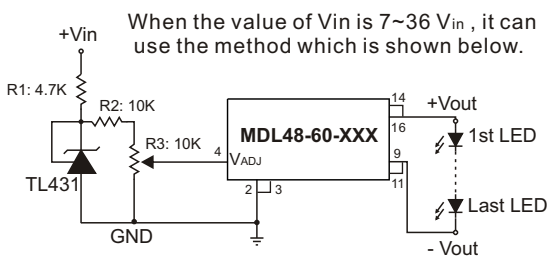 When the value of Vin is 7~36 Vin , it can
use the method which is shown below.
+Vin
R1: 4.7K
R2: 10K
R3: 10K
TL431
GND
MDL48-60-XXX
4
VADJ
2
3
14
16
9
11
+Vout
1st LED
Last LED
- Vout